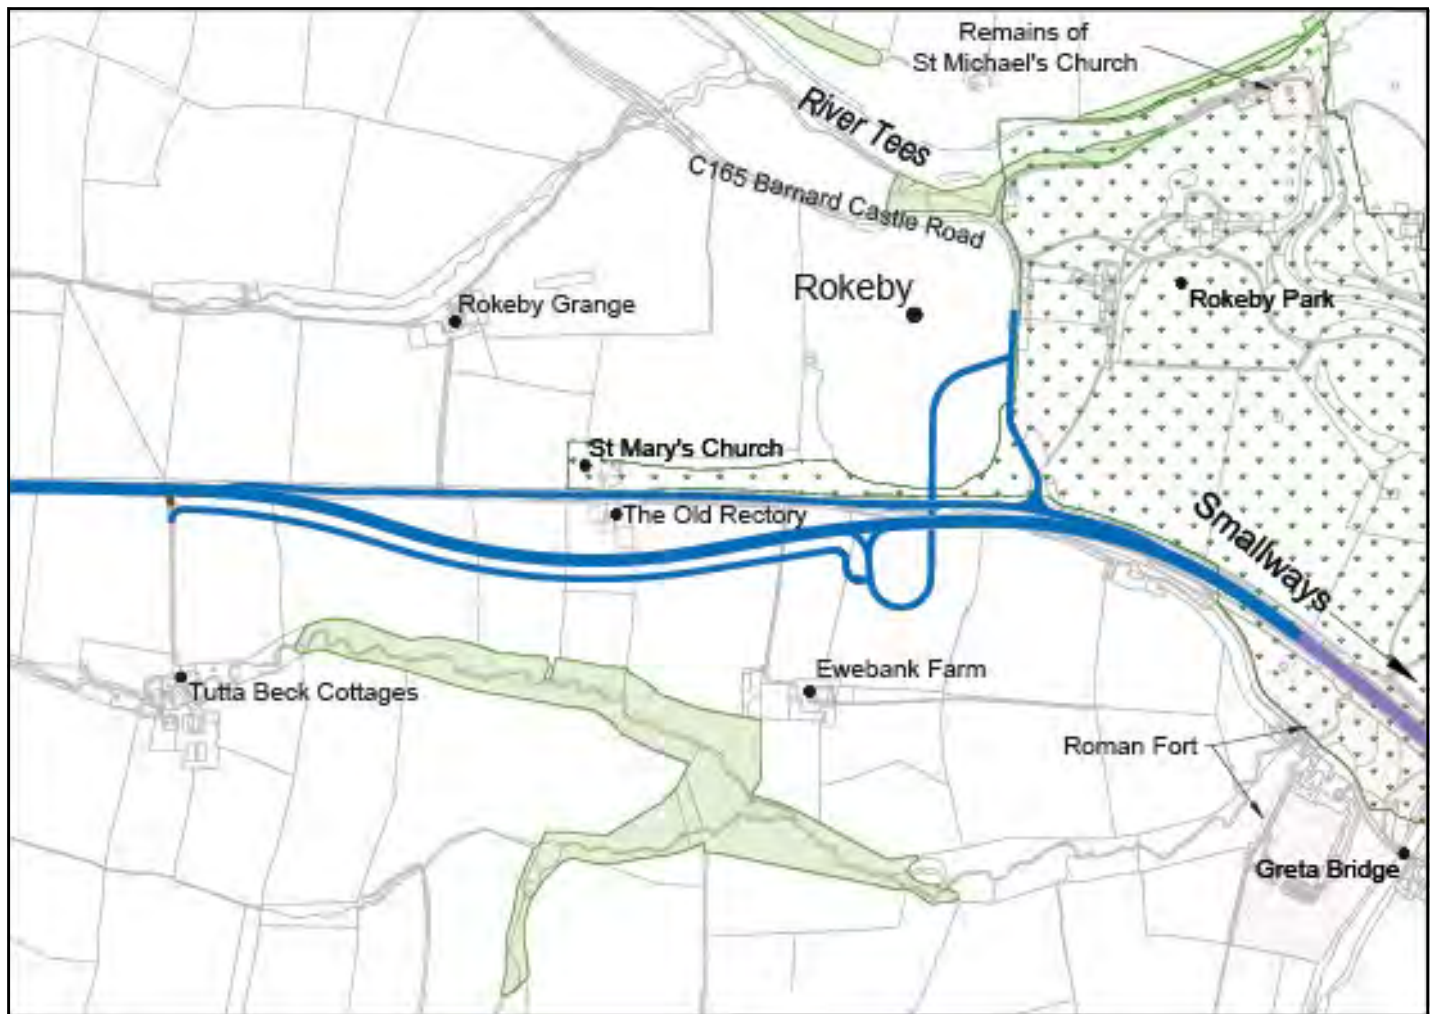 Remains of
St Michael's Church
River Tees
C165 Barnard Castle Road
Rokeby
Rokeby Park
Rokeby Grange
St Mary's Church
The Old Rectory
Smallways
Ewebank Farm
Tutta Beck Cottages
Roman Fort
Greta Bridge